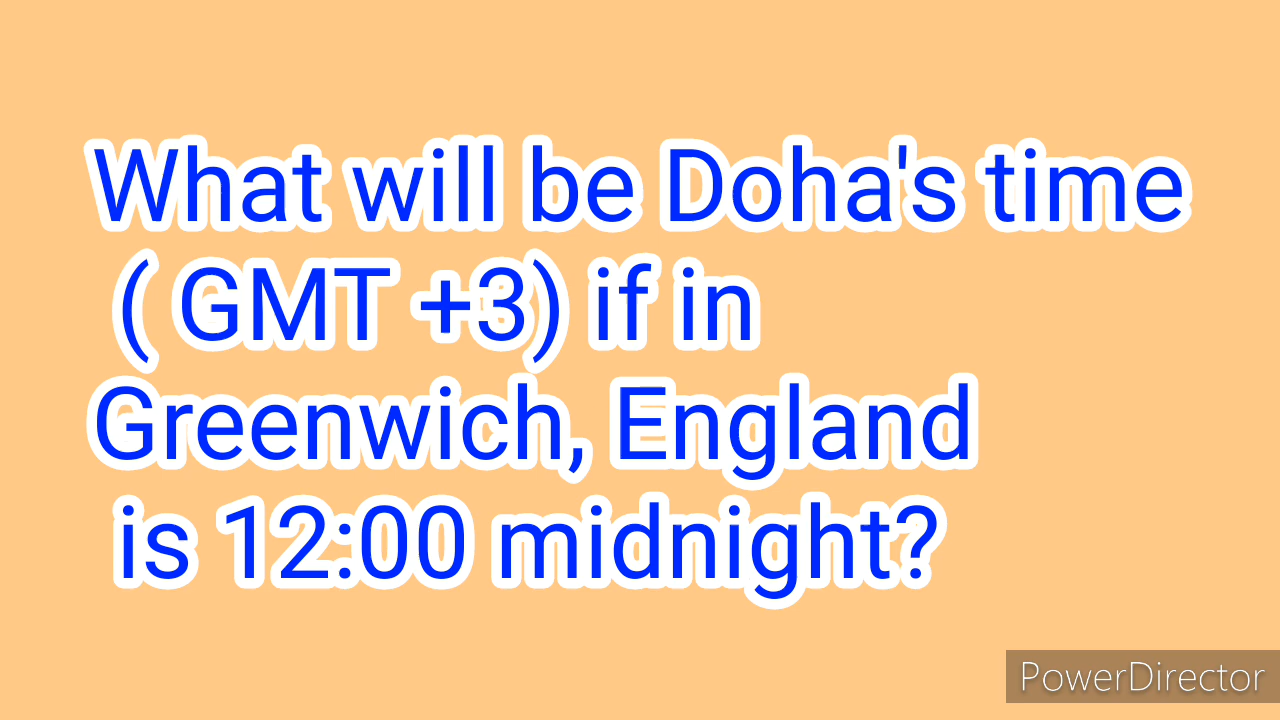 What will be Doha's time
( GMT +3) if in
Greenwich, England
is 12:00 midnight?
PowerDirector